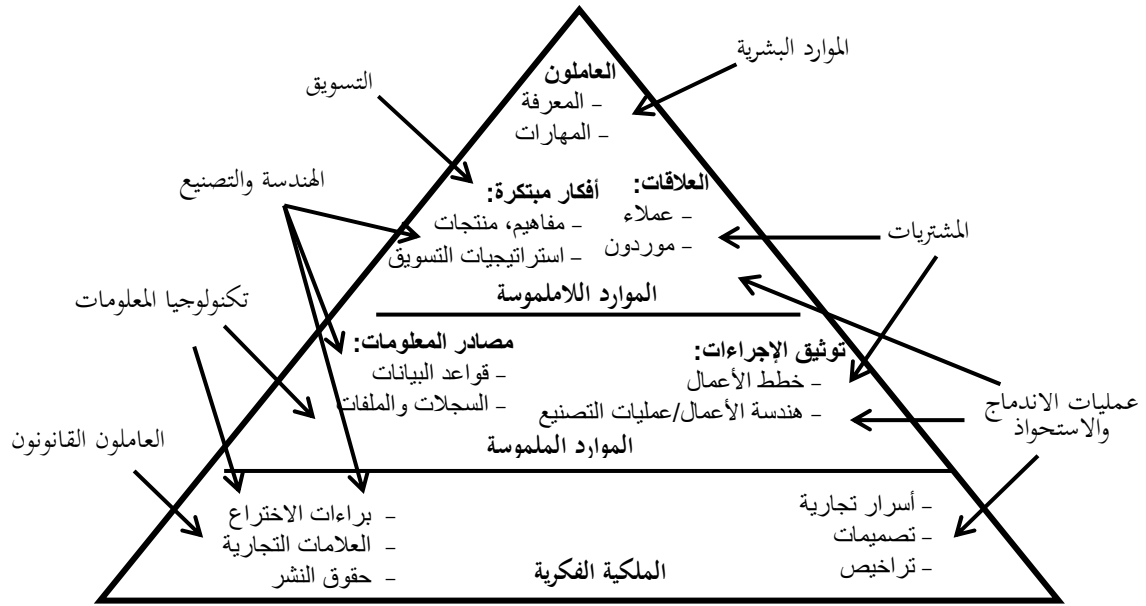 الموارد البشرية
العاملون
- المعرفة
- المهارات
التسويق
العلاقات:
- عملاء
- موردون
أفكار مبتكرة:
- مفاهيم، منتجات
- استراتيجيات التسويق
الهندسة والتصنيع
المشتريات
الموارد اللاملموسة
تكنولوجيا المعلومات
توثيق الإجراءات:
- خطط الأعمال
- هندسة الأعمال/عمليات التصنيع
مصادر المعلومات:
- قواعد البيانات
- السجلات والملفات
عمليات الاندماج
والاستحواذ
العاملون القانونون
الموارد الملموسة
- أسرار تجارية
- تصميمات
- تراخيص
- براءات الاختراع
- العلامات التجارية
- حقوق النشر
الملكية الفكرية